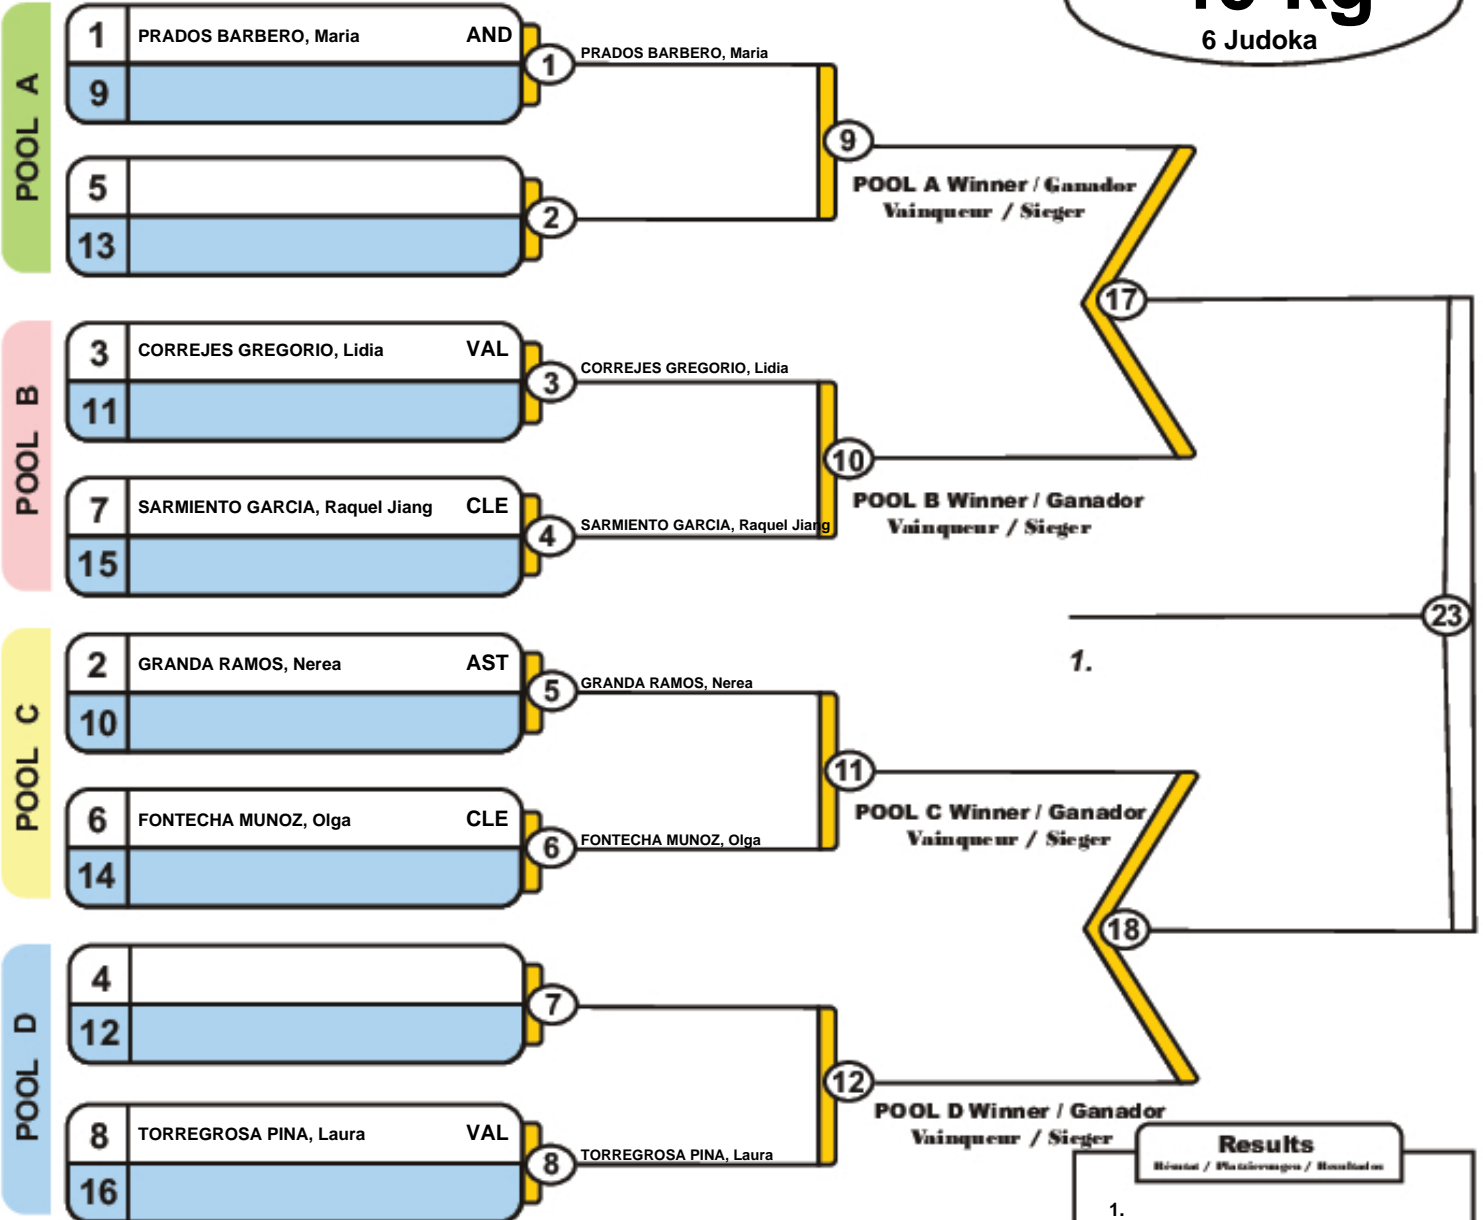 6 Judoka
POOL A
1 PRADOS BARBERO, Maria AND
9
1 PRADOS BARBERO, Maria
5
13
2
9
POOL A Winner / Ganador
Vainqueur / Sieger
17
POOL B
3 CORREJES GREGORIO, Lidia VAL
11
3 CORREJES GREGORIO, Lidia
7 SARMIENTO GARCIA, Raquel Jiang CLE
15
4 SARMIENTO GARCIA, Raquel Jiang
10
POOL B Winner / Ganador
Vainqueur / Sieger
23
1.
POOL C
2 GRANDA RAMOS, Nerea AST
10
5 GRANDA RAMOS, Nerea
6 FONTECHA MUNOZ, Olga CLE
14
6 FONTECHA MUNOZ, Olga
11
POOL C Winner / Ganador
Vainqueur / Sieger
18
POOL D
4
12
7
8 TORREGROSA PINA, Laura VAL
16
8 TORREGROSA PINA, Laura
12
POOL D Winner / Ganador
Vainqueur / Sieger
Results
1.